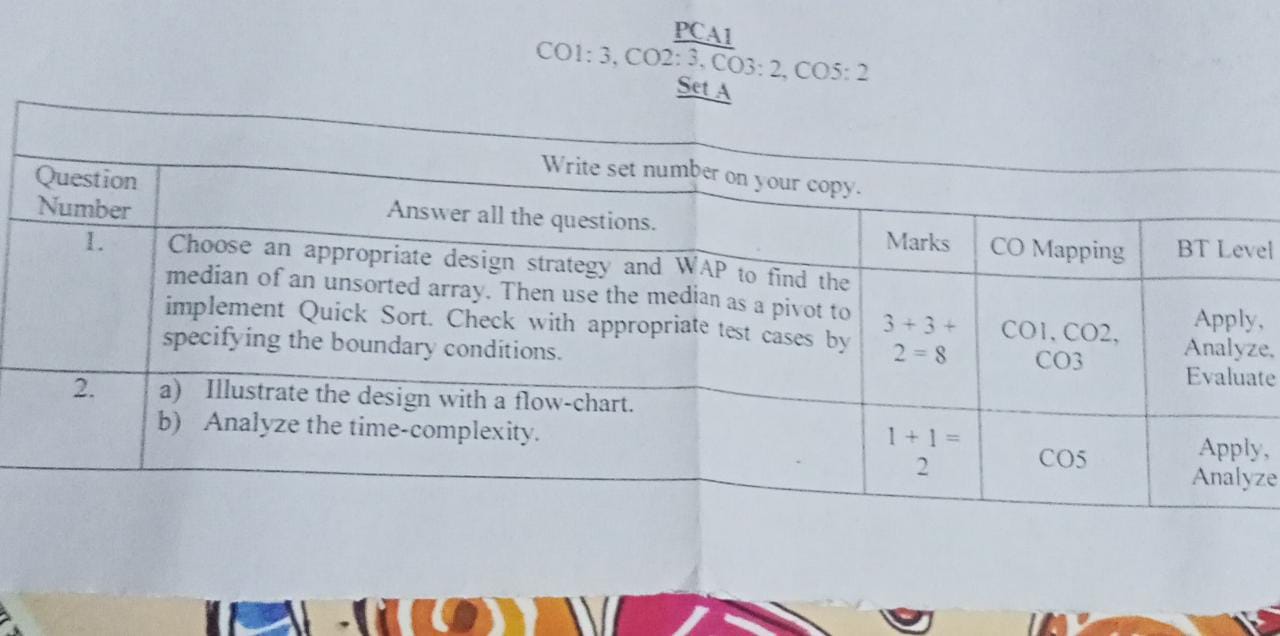 PCA1
CO1: 3, CO2: 3, CO3: 2, CO5: 2
Set A
Write set number on your copy.
Question
Number
Answer all the questions.
Marks
CO Mapping
BT Level
1.
Choose an appropriate design strategy and WAP to find the
median of an unsorted array. Then use the median as a pivot to
implement Quick Sort. Check with appropriate test cases by
specifying the boundary conditions.
3 + 3 +
2 = 8
CO1, CO2,
CO3
Apply,
Analyze,
Evaluate
2.
a) Illustrate the design with a flow-chart.
b) Analyze the time-complexity.
1 + 1 =
2
CO5
Apply,
Analyze